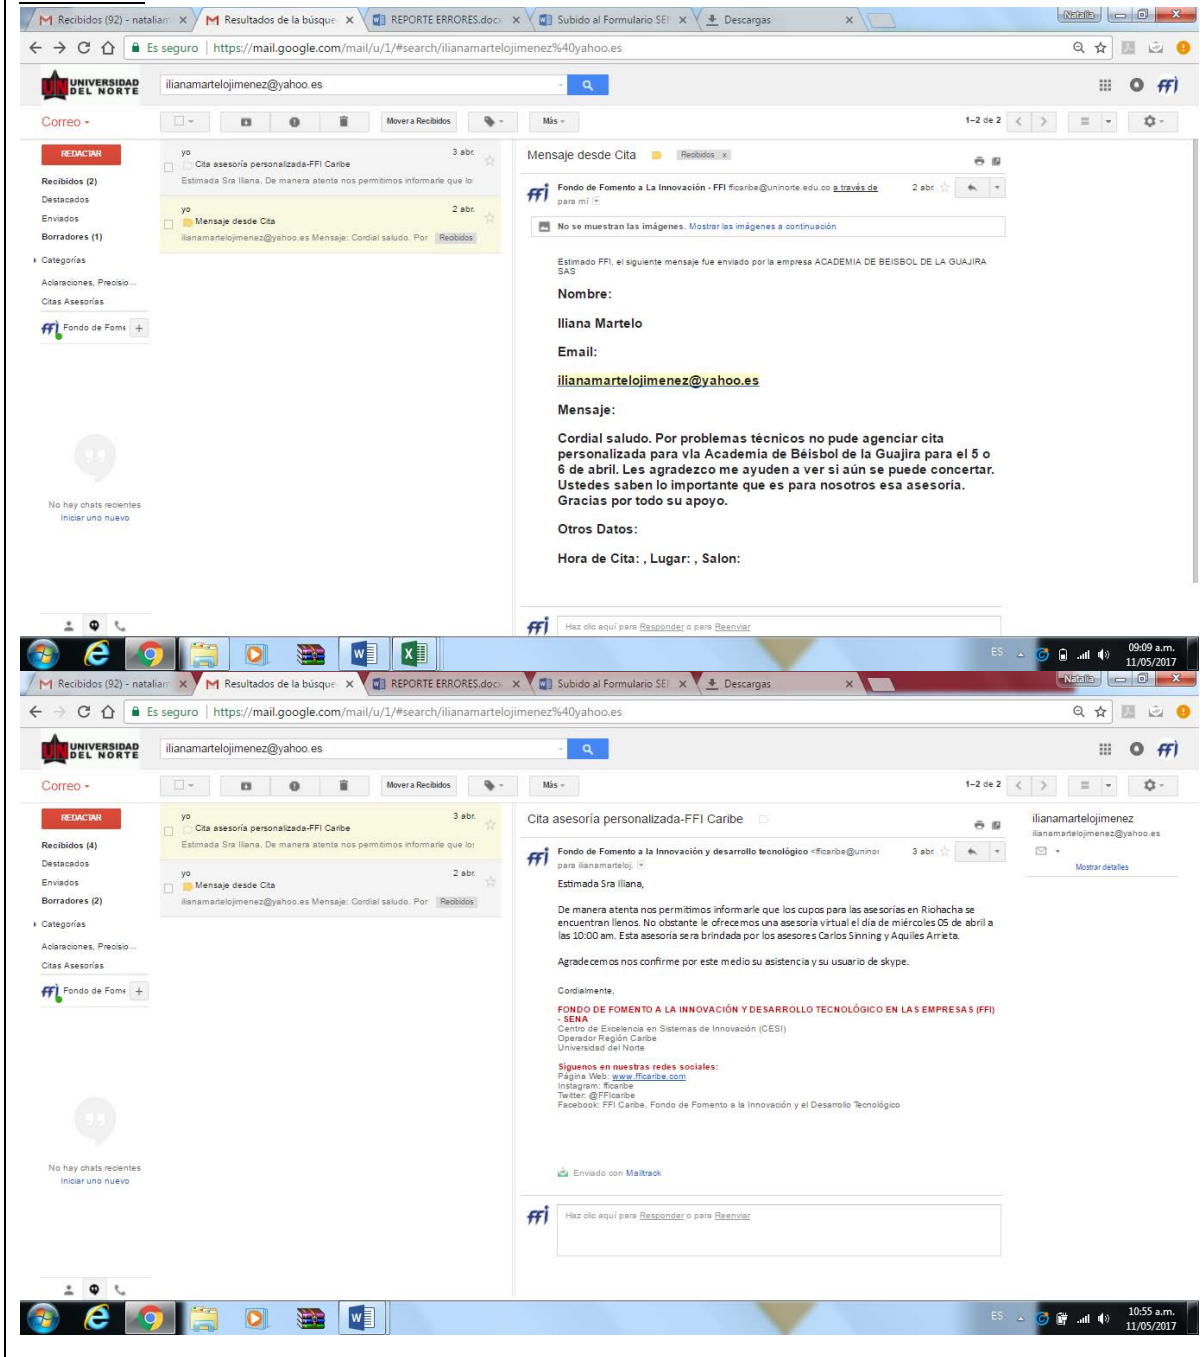 Recibidos (92) - nataliam
Resultados de la búsque
REPORTE ERRORES.docx
Subido al Formulario SEI
Descargas
Natalia
Es seguro
https://mail.google.com/mail/u/1/#search/ilianamartelojimenez%40yahoo.es
UNIVERSIDAD
DEL NORTE
ilianamartelojimenez@yahoo.es
ffi
Correo
Mover a Recibidos
Más
1–2 de 2
REDACTAR
Recibidos (2)
Destacados
Enviados
Borradores (1)
Categorías
Aclaraciones, Precisio...
Citas Asesorías
Fondo de Fome
No hay chats recientes
Iniciar uno nuevo
yo 3 abr.
Cita asesoría personalizada-FFI Caribe
Estimada Sra Iliana, De manera atenta nos permitimos informarle que lo
yo 2 abr.
Mensaje desde Cita
ilianamartelojimenez@yahoo.es Mensaje: Cordial saludo. Por Recibidos
Mensaje desde Cita Recibidos x
Fondo de Fomento a La Innovación - FFI fficaribe@uninorte.edu.co a través de 2 abr.
para mí
No se muestran las imágenes. Mostrar las imágenes a continuación
Estimado FFI, el siguiente mensaje fue enviado por la empresa ACADEMIA DE BEISBOL DE LA GUAJIRA
SAS
Nombre:
Iliana Martelo
Email:
ilianamartelojimenez@yahoo.es
Mensaje:
Cordial saludo. Por problemas técnicos no pude agenciar cita
personalizada para vla Academia de Béisbol de la Guajira para el 5 o
6 de abril. Les agradezco me ayuden a ver si aún se puede concertar.
Ustedes saben lo importante que es para nosotros esa asesoría.
Gracias por todo su apoyo.
Otros Datos:
Hora de Cita: , Lugar: , Salon:
ffi
Haz clic aquí para Responder o para Reenviar
ES
09:09 a.m.
11/05/2017
Recibidos (92) - nataliam
Resultados de la búsque
REPORTE ERRORES.docx
Subido al Formulario SEI
Descargas
Natalia
Es seguro
https://mail.google.com/mail/u/1/#search/ilianamartelojimenez%40yahoo.es
UNIVERSIDAD
DEL NORTE
ilianamartelojimenez@yahoo.es
ffi
Correo
Mover a Recibidos
Más
1–2 de 2
REDACTAR
Recibidos (4)
Destacados
Enviados
Borradores (2)
Categorías
Aclaraciones, Precisio...
Citas Asesorías
Fondo de Fome
No hay chats recientes
Iniciar uno nuevo
yo 3 abr.
Cita asesoría personalizada-FFI Caribe
Estimada Sra Iliana, De manera atenta nos permitimos informarle que los
yo 2 abr.
Mensaje desde Cita
ilianamartelojimenez@yahoo.es Mensaje: Cordial saludo. Por Recibidos
Cita asesoría personalizada-FFI Caribe
Fondo de Fomento a la Innovación y desarrollo tecnológico <fficaribe@uninor 3 abr.
para ilianamarteloj.
Estimada Sra Iliana,
De manera atenta nos permitimos informarle que los cupos para las asesorías en Riohacha se
encuentran llenos. No obstante le ofrecemos una asesoría virtual el día de miércoles 05 de abril a
las 10:00 am. Esta asesoría sera brindada por los asesores Carlos Sinning y Aquiles Arrieta.
Agradecemos nos confirme por este medio su asistencia y su usuario de skype.
Cordialmente,
FONDO DE FOMENTO A LA INNOVACIÓN Y DESARROLLO TECNOLÓGICO EN LAS EMPRESAS (FFI)
- SENA
Centro de Excelencia en Sistemas de Innovación (CESI)
Operador Región Caribe
Universidad del Norte
Síguenos en nuestras redes sociales:
Página Web: www.fficaribe.com
Instagram: fficaribe
Twitter: @FFIcaribe
Facebook: FFI Caribe, Fondo de Fomento a la Innovación y el Desarrollo Tecnológico
Enviado con Mailtrack
ffi
Haz clic aquí para Responder o para Reenviar
ilianamartelojimenez
ilianamartelojimenez@yahoo.es
Mostrar detalles
ES
10:55 a.m.
11/05/2017